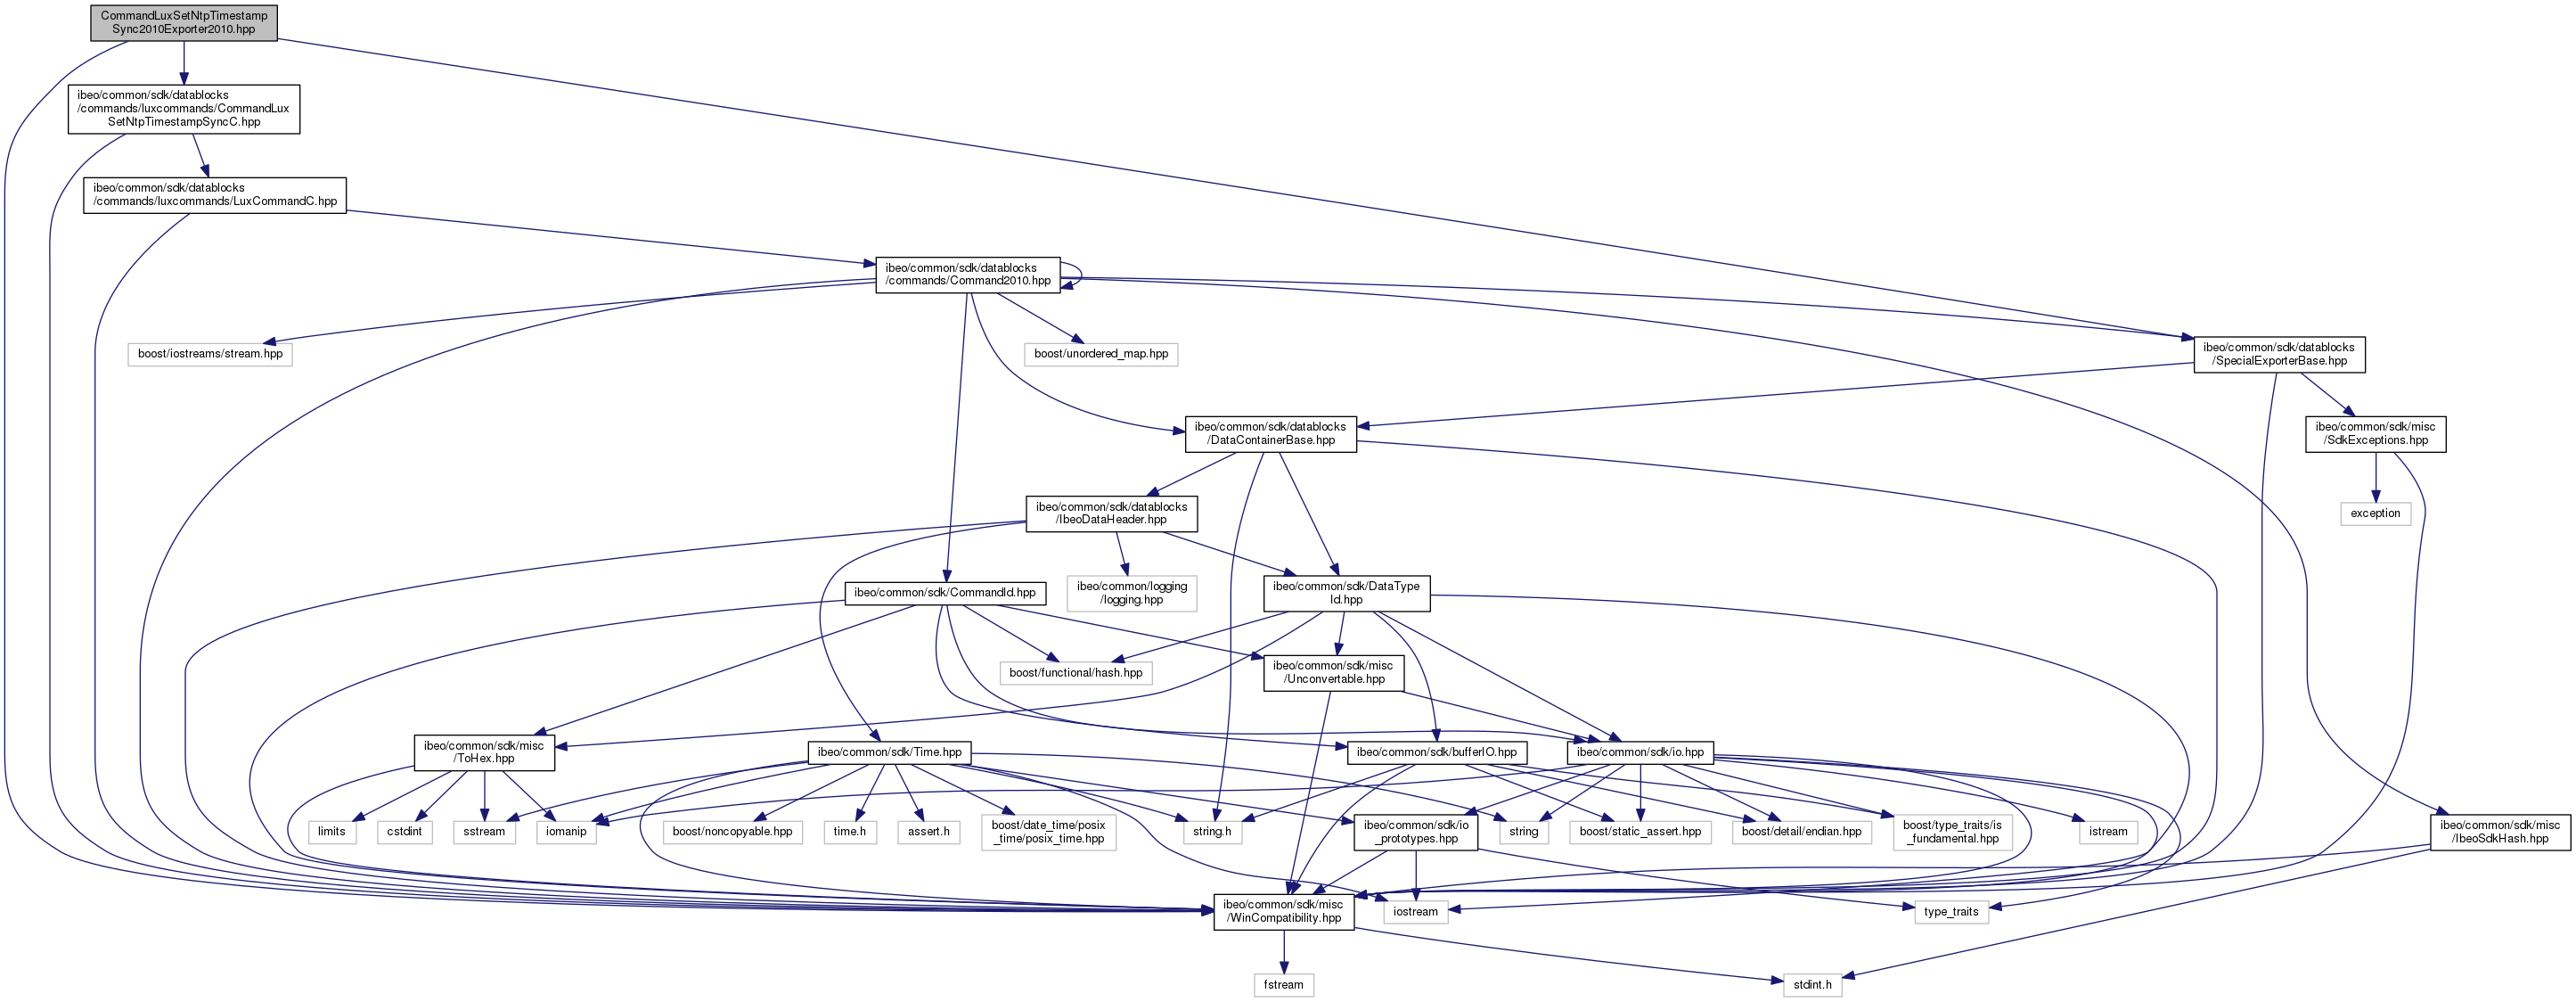 CommandLuxSetNtpTimestamp
Sync2010Exporter2010.hpp
ibeo/common/sdk/datablocks
/commands/luxcommands/CommandLux
SetNtpTimestampSyncC.hpp
ibeo/common/sdk/datablocks
/commands/luxcommands/LuxCommandC.hpp
ibeo/common/sdk/datablocks
/commands/Command2010.hpp
boost/iostreams/stream.hpp
boost/unordered_map.hpp
ibeo/common/sdk/datablocks
/SpecialExporterBase.hpp
ibeo/common/sdk/datablocks
/DataContainerBase.hpp
ibeo/common/sdk/misc
/SdkExceptions.hpp
ibeo/common/sdk/datablocks
/IbeoDataHeader.hpp
exception
ibeo/common/sdk/CommandId.hpp
ibeo/common/logging
/logging.hpp
ibeo/common/sdk/DataType
Id.hpp
boost/functional/hash.hpp
ibeo/common/sdk/misc
/Unconvertable.hpp
ibeo/common/sdk/misc
/ToHex.hpp
ibeo/common/sdk/Time.hpp
ibeo/common/sdk/bufferIO.hpp
ibeo/common/sdk/io.hpp
limits
cstdint
sstream
iomanip
boost/noncopyable.hpp
time.h
assert.h
boost/date_time/posix
_time/posix_time.hpp
string.h
ibeo/common/sdk/io
_prototypes.hpp
string
boost/static_assert.hpp
boost/detail/endian.hpp
boost/type_traits/is
_fundamental.hpp
istream
ibeo/common/sdk/misc
/IbeoSdkHash.hpp
ibeo/common/sdk/misc
/WinCompatibility.hpp
iostream
type_traits
fstream
stdint.h